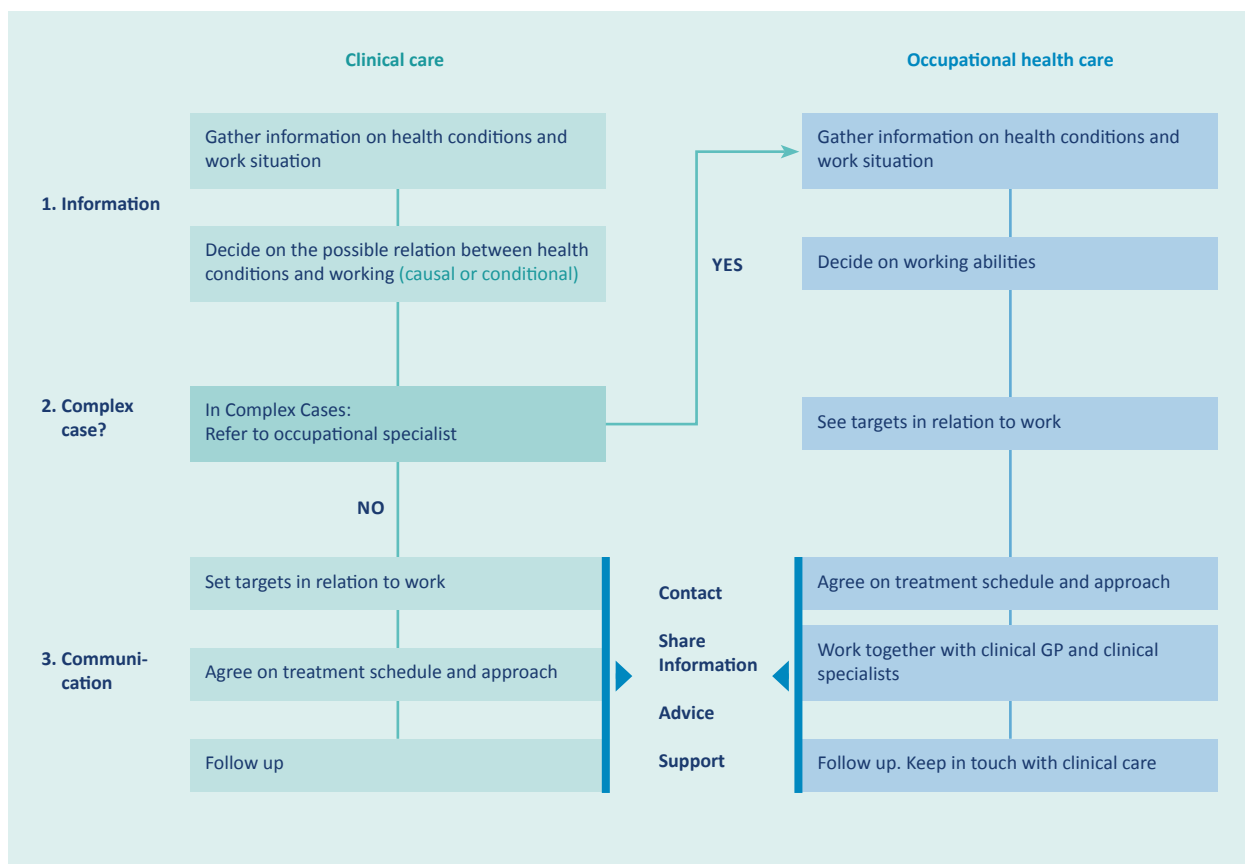 Clinical care
Occupational health care
Gather information on health conditions and
work situation
Gather information on health conditions and
work situation
1. Information
Decide on the possible relation between health
conditions and working (causal or conditional)
YES
Decide on working abilities
2. Complex
case?
In Complex Cases:
Refer to occupational specialist
See targets in relation to work
NO
Set targets in relation to work
Contact
Agree on treatment schedule and approach
3. Communi-
cation
Agree on treatment schedule and approach
Share
Information
Work together with clinical GP and clinical
specialists
Advice
Follow up
Support
Follow up. Keep in touch with clinical care